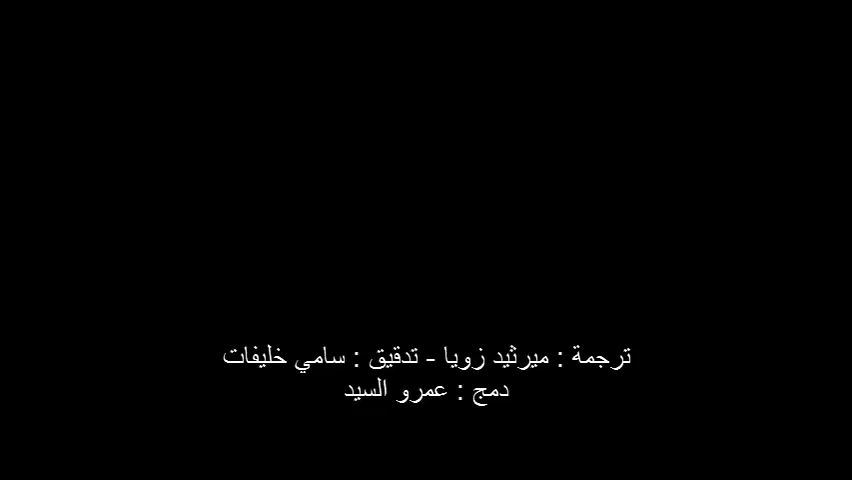 ترجمة : ميرثيد زويا - تدقيق : سامي خليفات
دمج : عمرو السيد